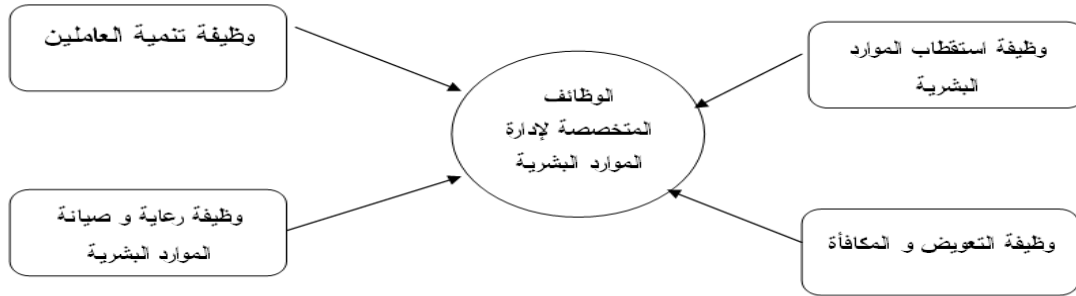 وظيفة استقطاب الموارد
البشرية
وظيفة تنمية العاملين
الوظائف
المتخصصة لإدارة
الموارد البشرية
وظيفة التعويض و المكافأة
وظيفة رعاية و صيانة
الموارد البشرية